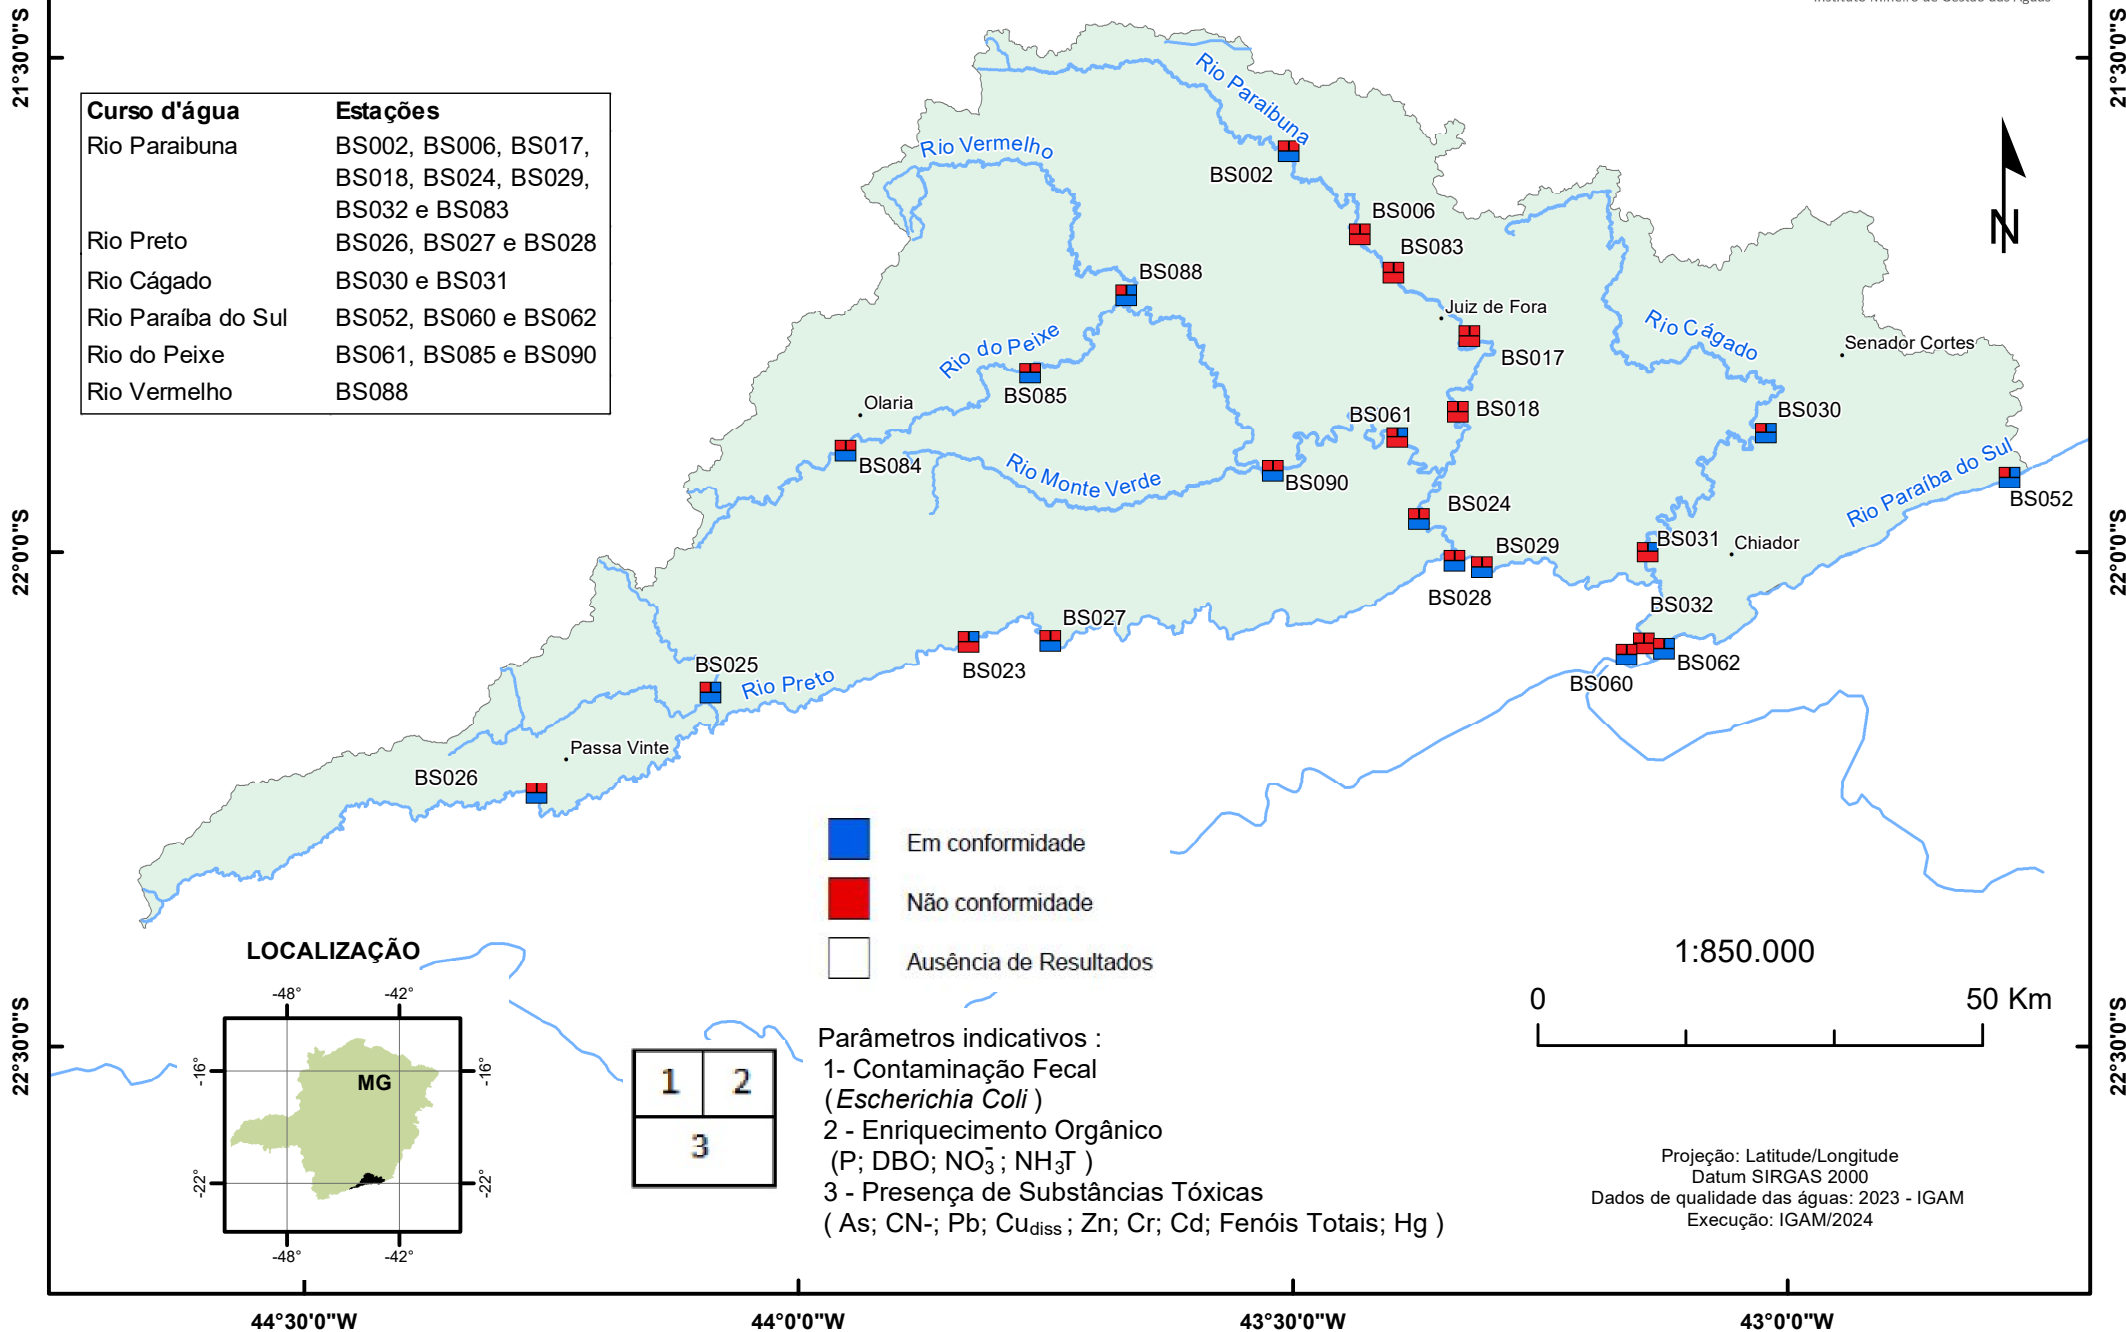 Instituto Mineiro de Gestão das Águas
21°30'0"S
21°30'0"S
Curso d'água Estações
Rio Paraibuna BS002, BS006, BS017,
BS018, BS024, BS029,
BS032 e BS083
Rio Preto BS026, BS027 e BS028
Rio Cágado BS030 e BS031
Rio Paraíba do Sul BS052, BS060 e BS062
Rio do Peixe BS061, BS085 e BS090
Rio Vermelho BS088
Rio Paraibuna
Rio Vermelho
BS002
N
BS006
BS083
BS088
Juiz de Fora
Rio Cágado
Senador Cortes
Rio do Peixe
BS017
BS085
Olaria
BS018
BS061
BS030
BS084
Rio Monte Verde
BS090
Rio Paraíba do Sul
BS052
BS024
22°0'0"S
22°0'0"S
BS029
BS031
Chiador
BS028
BS032
BS027
BS023
BS025
Rio Preto
BS062
BS060
Passa Vinte
BS026
Em conformidade
Não conformidade
Ausência de Resultados
LOCALIZAÇÃO
-48°
-42°
-16°
-16°
MG
-22°
-22°
-48°
-42°
1:850.000
0
50 Km
22°30'0"S
22°30'0"S
1
2
3
Parâmetros indicativos :
1- Contaminação Fecal
(Escherichia Coli )
2 - Enriquecimento Orgânico
(P; DBO; NO₃⁻; NH₃T )
3 - Presença de Substâncias Tóxicas
( As; CN-; Pb; Cu diss ; Zn; Cr; Cd; Fenóis Totais; Hg )
Projeção: Latitude/Longitude
Datum SIRGAS 2000
Dados de qualidade das águas: 2023 - IGAM
Execução: IGAM/2024
44°30'0"W
44°0'0"W
43°30'0"W
43°0'0"W